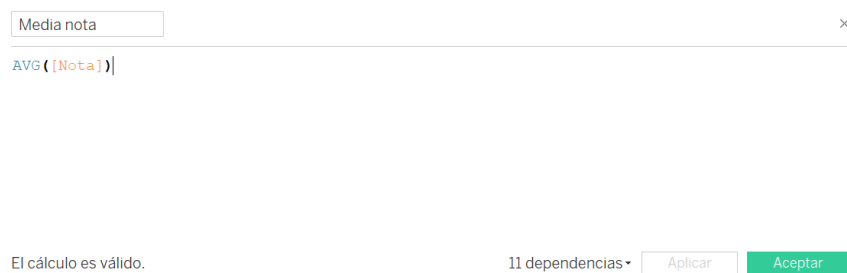 Media nota
AVG([Nota])
El cálculo es válido.
11 dependencias
Aplicar
Aceptar